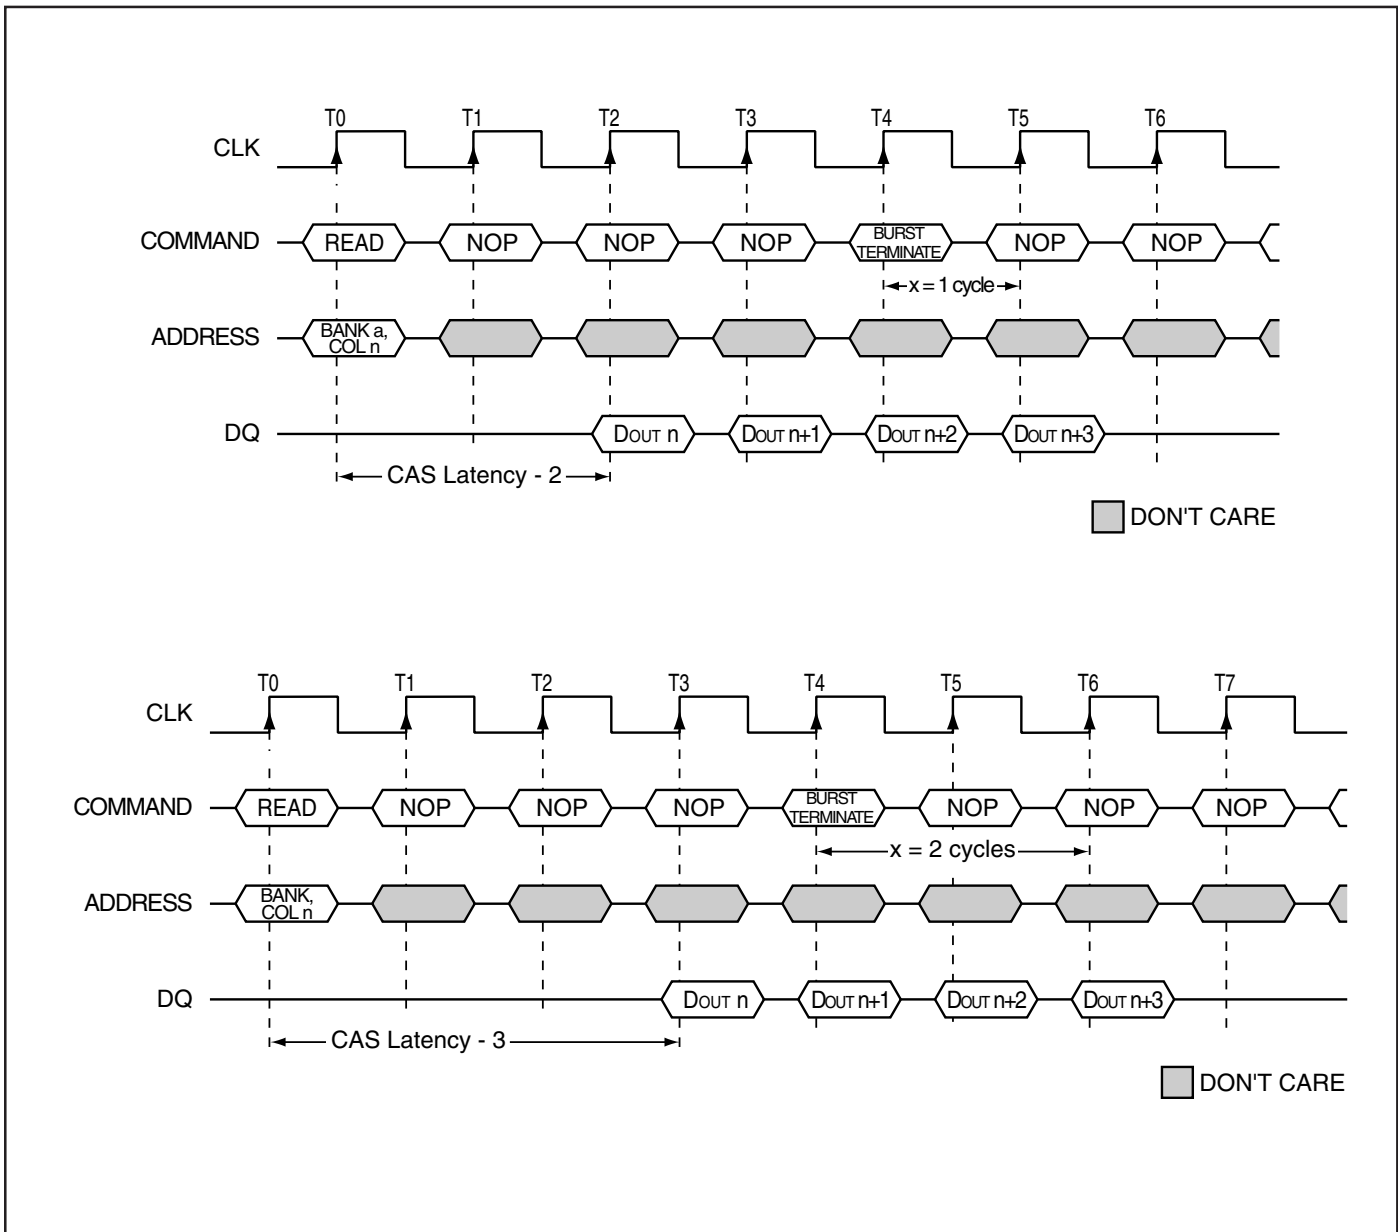 T0 T1 T2 T3 T4 T5 T6
CLK
COMMAND READ NOP NOP NOP BURST TERMINATE NOP NOP
x = 1 cycle
ADDRESS BANK a, COL n
DQ DOUT n DOUT n+1 DOUT n+2 DOUT n+3
CAS Latency - 2
DON'T CARE
T0 T1 T2 T3 T4 T5 T6 T7
CLK
COMMAND READ NOP NOP NOP BURST TERMINATE NOP NOP NOP
x = 2 cycles
ADDRESS BANK, COL n
DQ DOUT n DOUT n+1 DOUT n+2 DOUT n+3
CAS Latency - 3
DON'T CARE